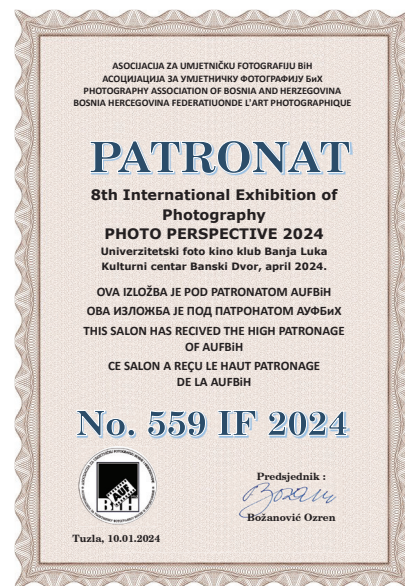 ASOCIJACIJA ZA UMJETNIČKU FOTOGRAFIJU BiH
АСОЦИЈАЦИЈА ЗА УМЈЕТНИЧКУ ФОТОГРАФИЈУ БиХ
PHOTOGRAPHY ASSOCIATION OF BOSNIA AND HERZEGOVINA
BOSNIA HERCEGOVINA FEDERATIUONDE L'ART PHOTOGRAPHIQUE
PATRONAT
8th International Exhibition of
Photography
PHOTO PERSPECTIVE 2024
Univerzitetski foto kino klub Banja Luka
Kulturni centar Banski Dvor, april 2024.
OVA IZLOŽBA JE POD PATRONATOM AUFBiH
ОВА ИЗЛОЖБА ЈЕ ПОД ПАТРОНАТОМ АУФБиХ
THIS SALON HAS RECIVED THE HIGH PATRONAGE
OF AUFBiH
CE SALON A REÇU LE HAUT PATRONAGE
DE LA AUFBiH
No. 559 IF 2024
AUF
BiH
Predsjednik :
Božanović Ozren
Tuzla, 10.01.2024